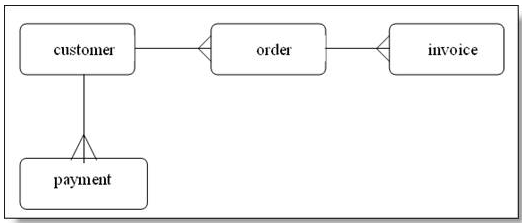 customer
order
invoice
payment